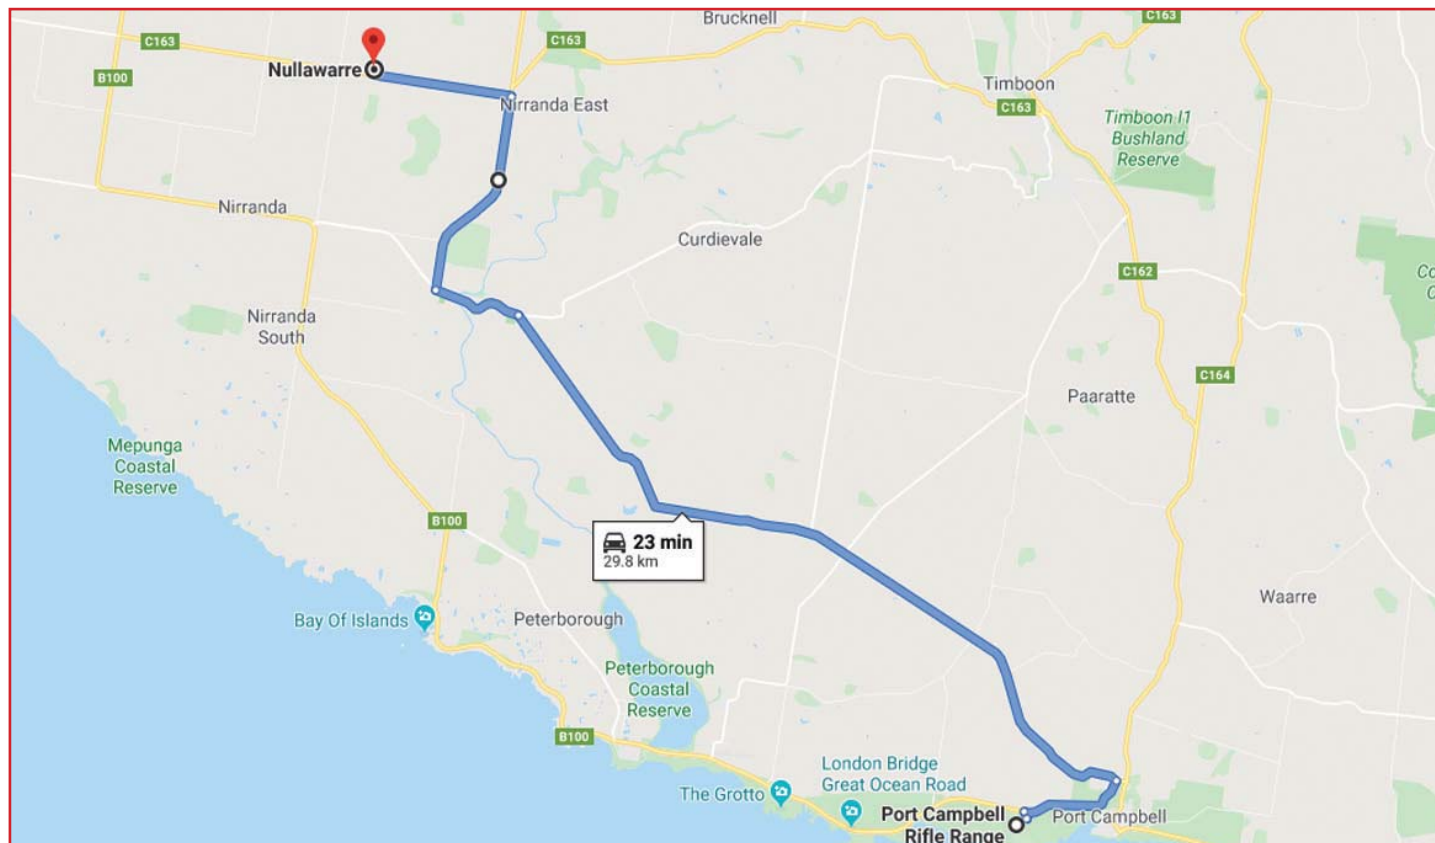 Brucknell
C163
C163
C163
Nullawarre
B100
Timboon
C163
Nirranda East
Timboon I1
Bushland
Reserve
Nirranda
Curdievale
C162
Co
C
Nirranda
South
C164
Paaratte
Mepunga
Coastal
Reserve
B100
23 min
29.8 km
Waarre
Bay Of Islands
Peterborough
Peterborough
Coastal
Reserve
B100
London Bridge
Great Ocean Road
The Grotto
Port Campbell
Rifle Range
Port Campbell